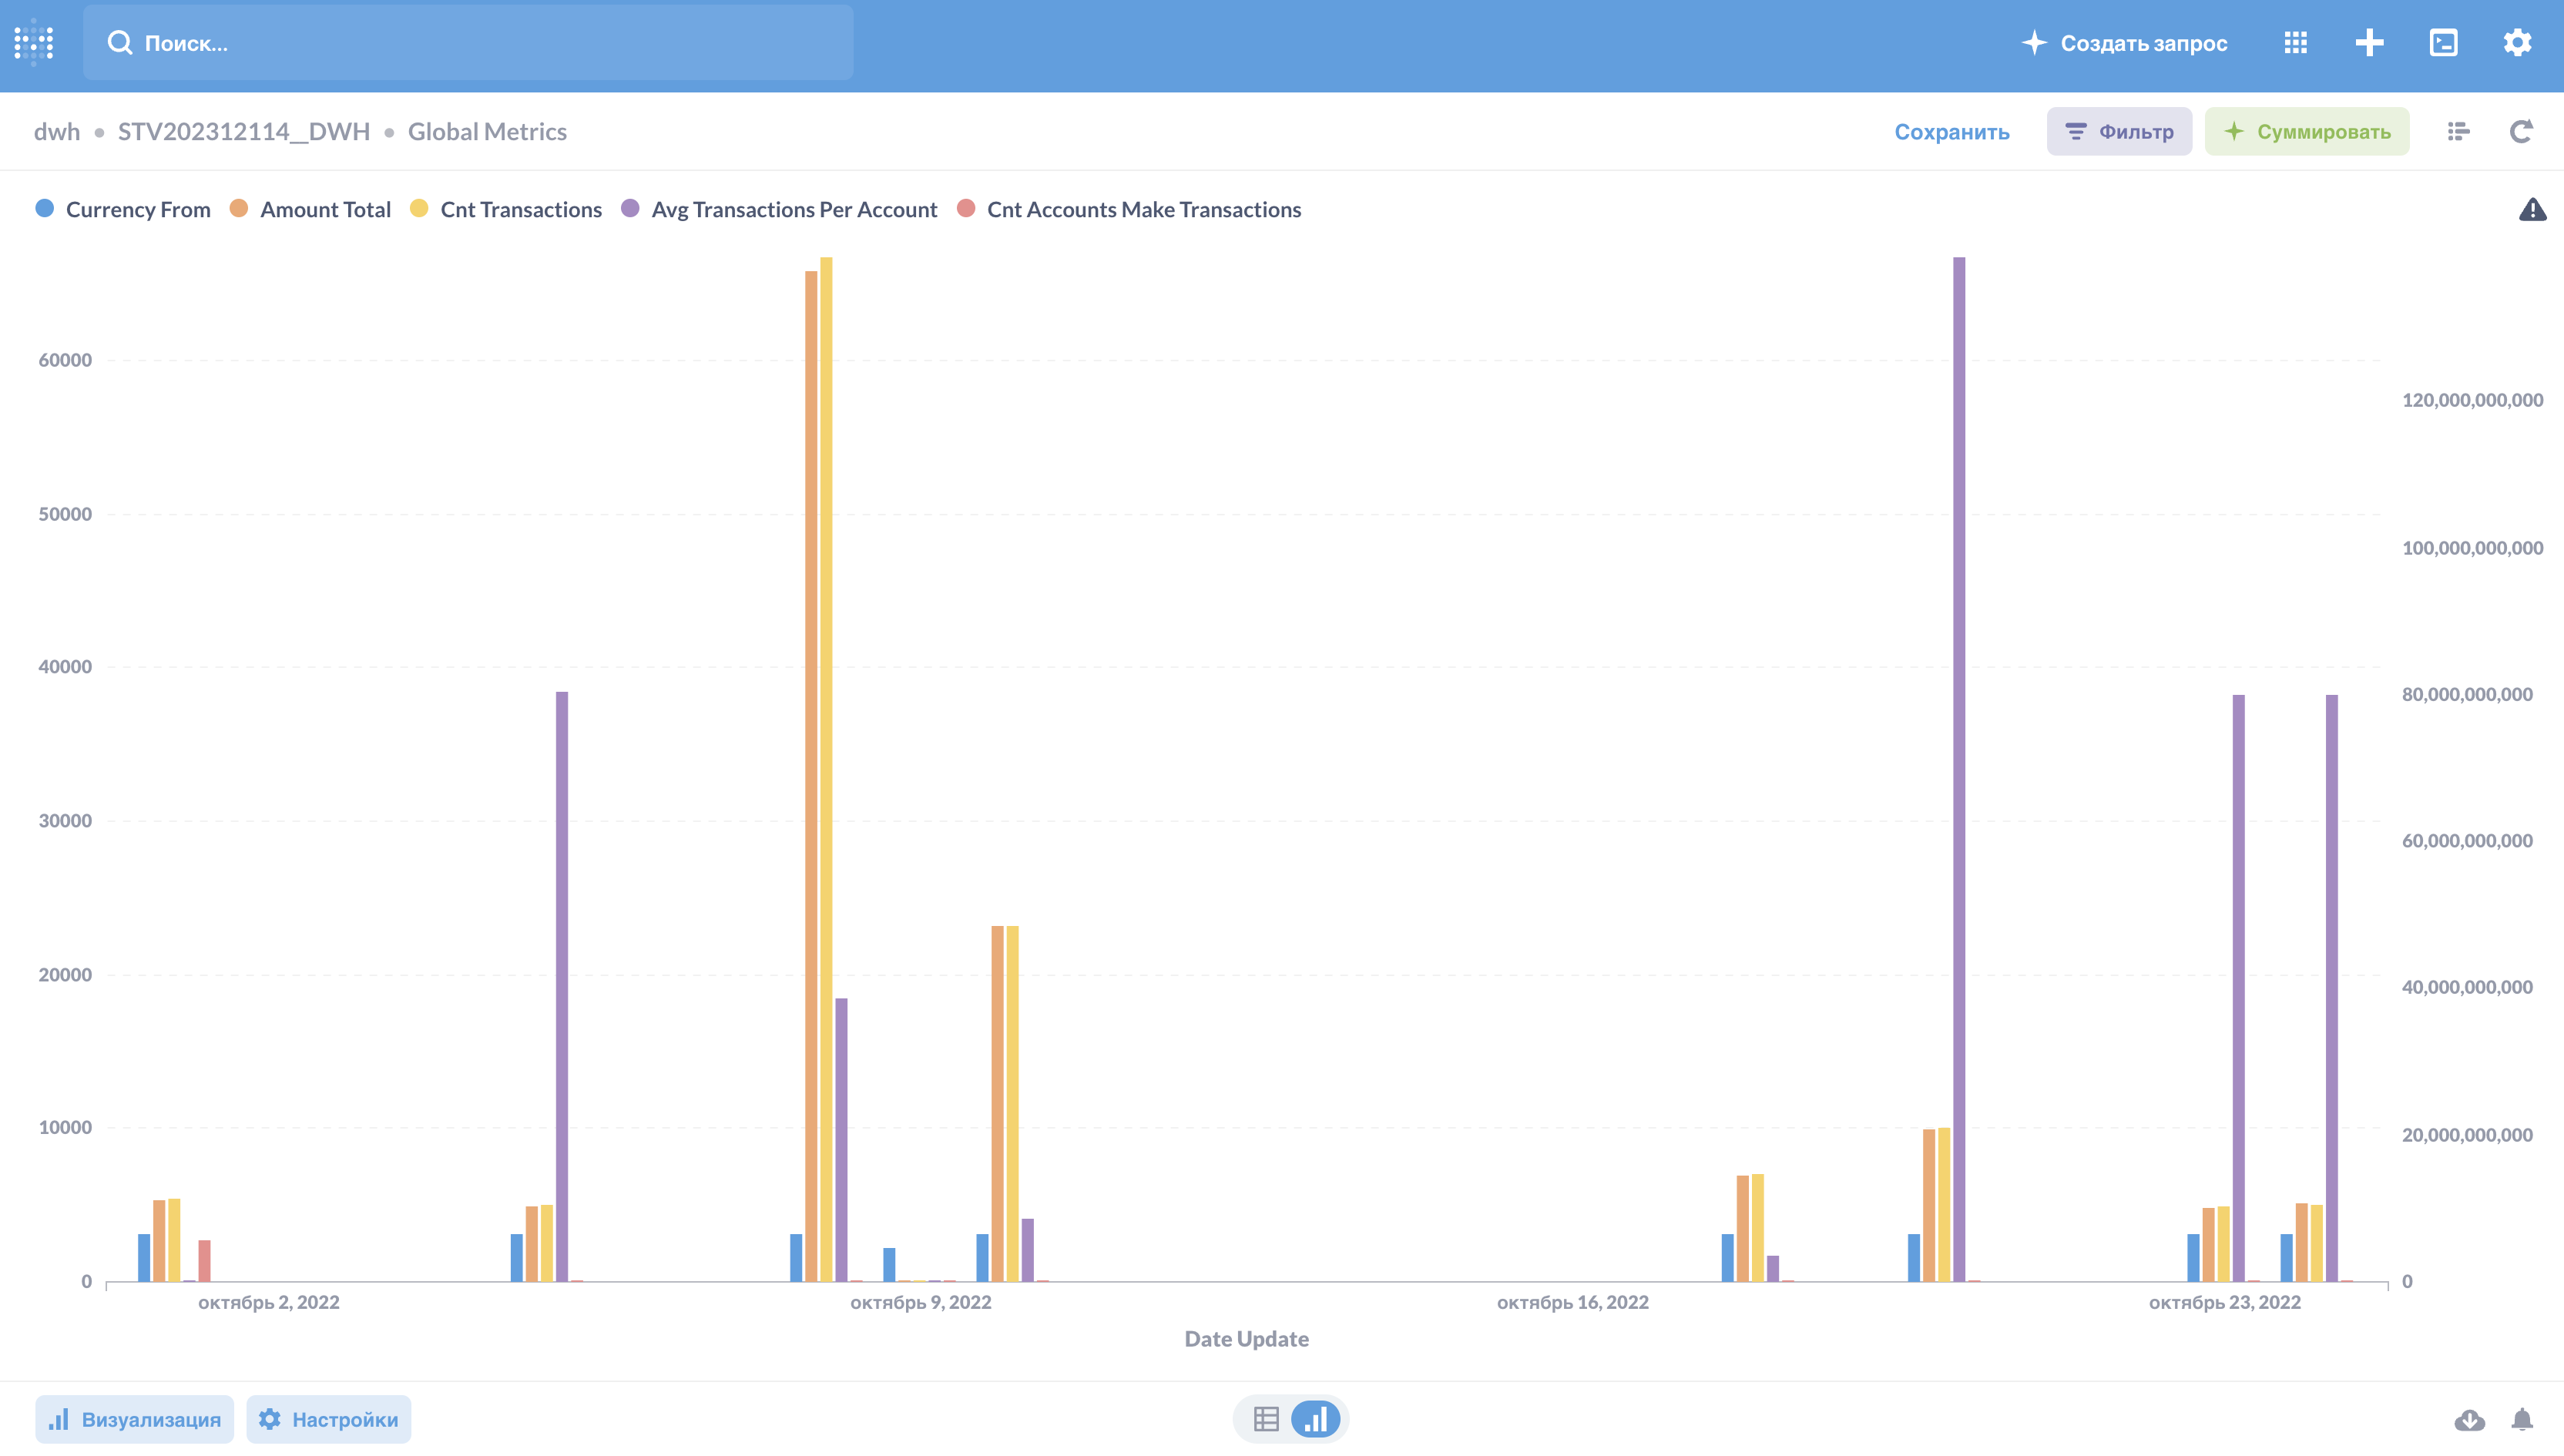 Поиск...
Создать запрос
dwh • STV202312114__DWH • Global Metrics
Сохранить
Фильтр
Суммировать
Currency From
Amount Total
Cnt Transactions
Avg Transactions Per Account
Cnt Accounts Make Transactions
60000
50000
40000
30000
20000
10000
0
120,000,000,000
100,000,000,000
80,000,000,000
60,000,000,000
40,000,000,000
20,000,000,000
0
октябрь 2, 2022
октябрь 9, 2022
октябрь 16, 2022
октябрь 23, 2022
Date Update
Визуализация
Настройки